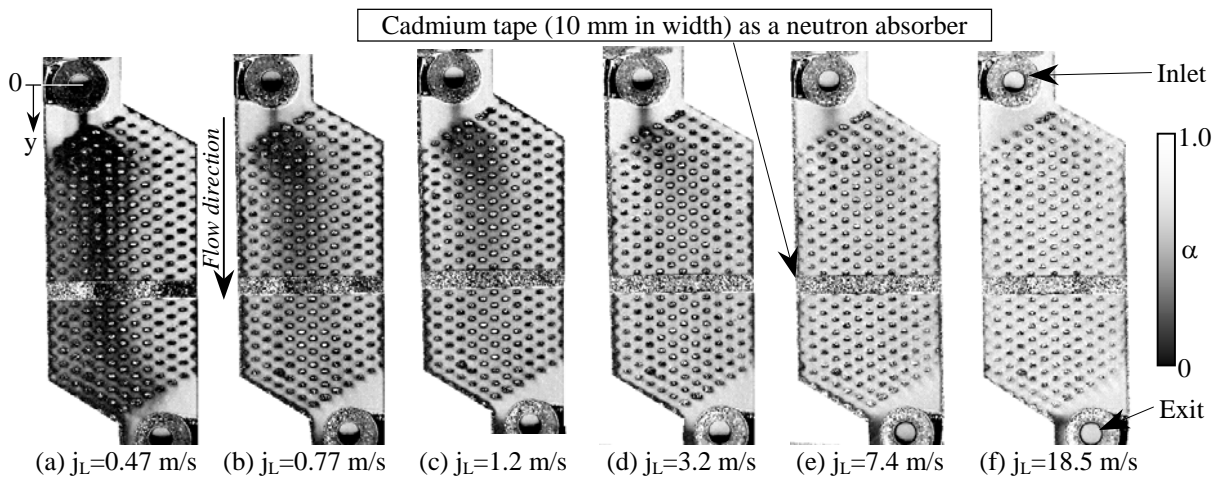 Cadmium tape (10 mm in width) as a neutron absorber
0
y
Flow direction
Inlet
1.0
α
0
Exit
(a) jL=0.47 m/s
(b) jL=0.77 m/s
(c) jL=1.2 m/s
(d) jL=3.2 m/s
(e) jL=7.4 m/s
(f) jL=18.5 m/s